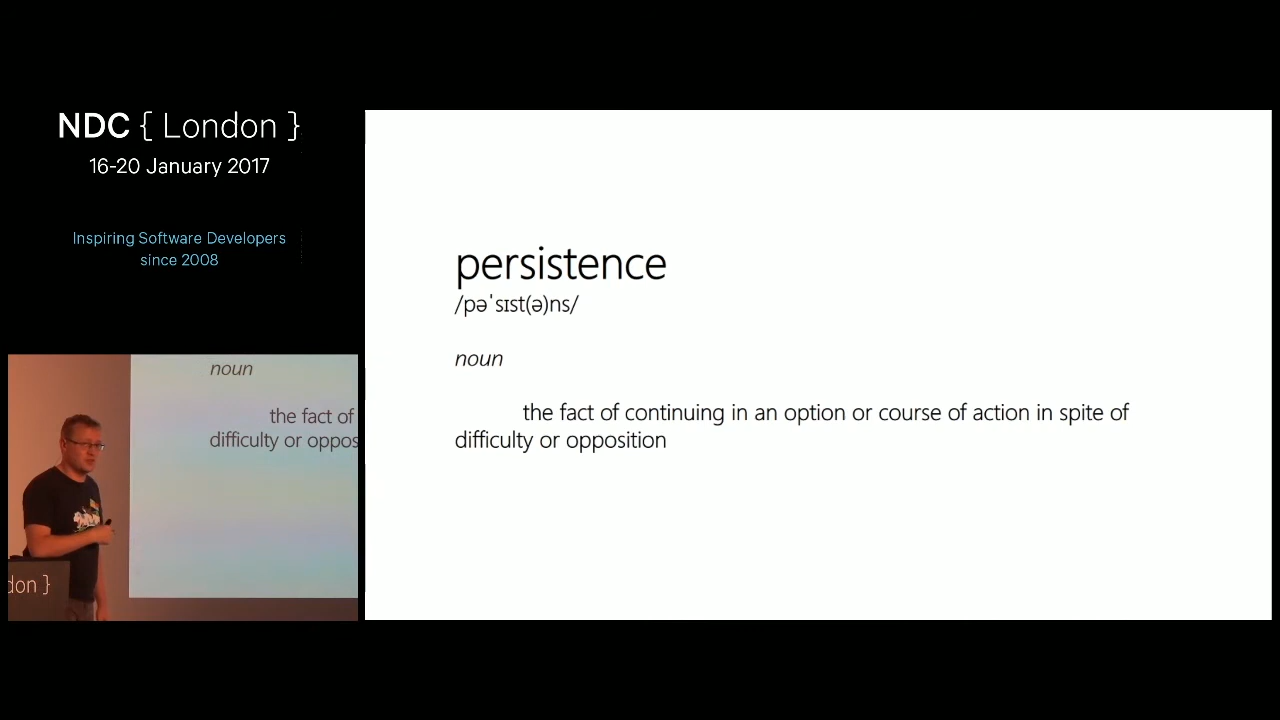 NDC { London }
16-20 January 2017
Inspiring Software Developers
since 2008
persistence
/pəˈsɪst(ə)ns/
noun
the fact of continuing in an option or course of action in spite of
difficulty or opposition
noun
the fact of
difficulty or oppos
don }